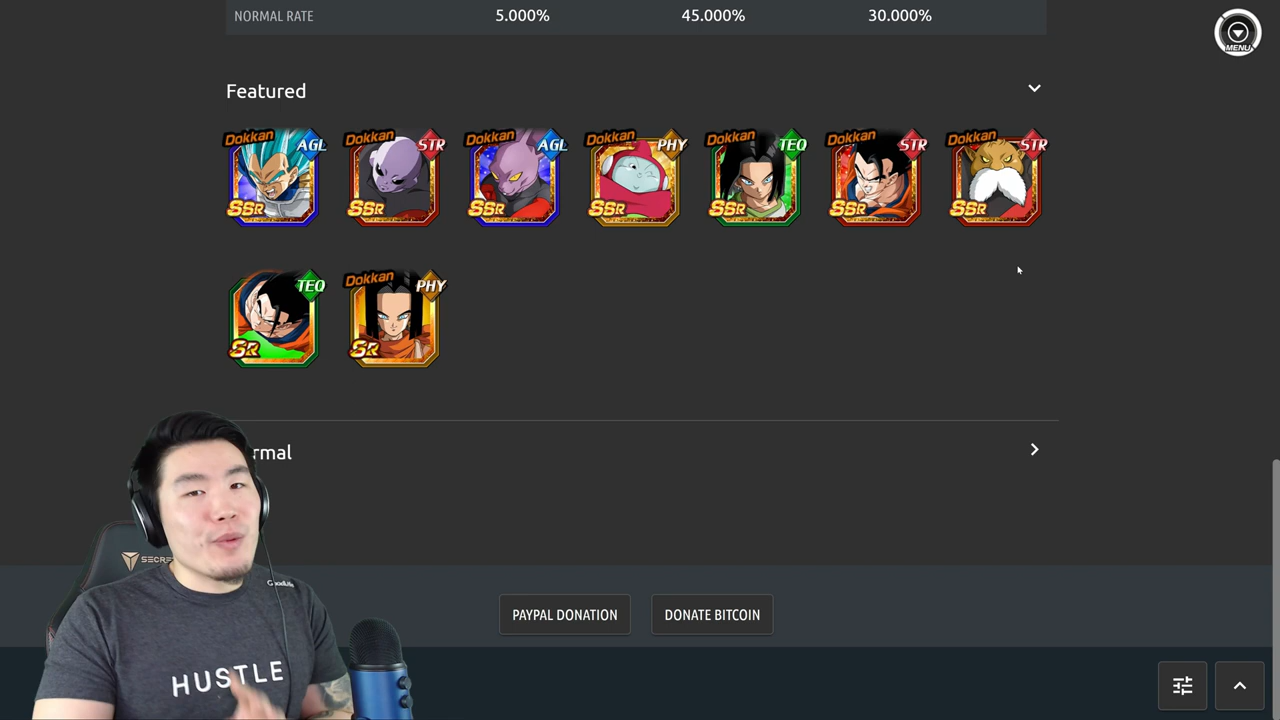 NORMAL RATE 5.000% 45.000% 30.000%
MENU
Featured
Dokkan AGL SSR
Dokkan STR SSR
Dokkan AGL SSR
Dokkan PHY SSR
Dokkan TEQ SSR
Dokkan STR SSR
Dokkan STR SSR
TEQ SR
Dokkan PHY SR
rmal
SECRE
GoodLife
HUSTLE
PAYPAL DONATION
DONATE BITCOIN